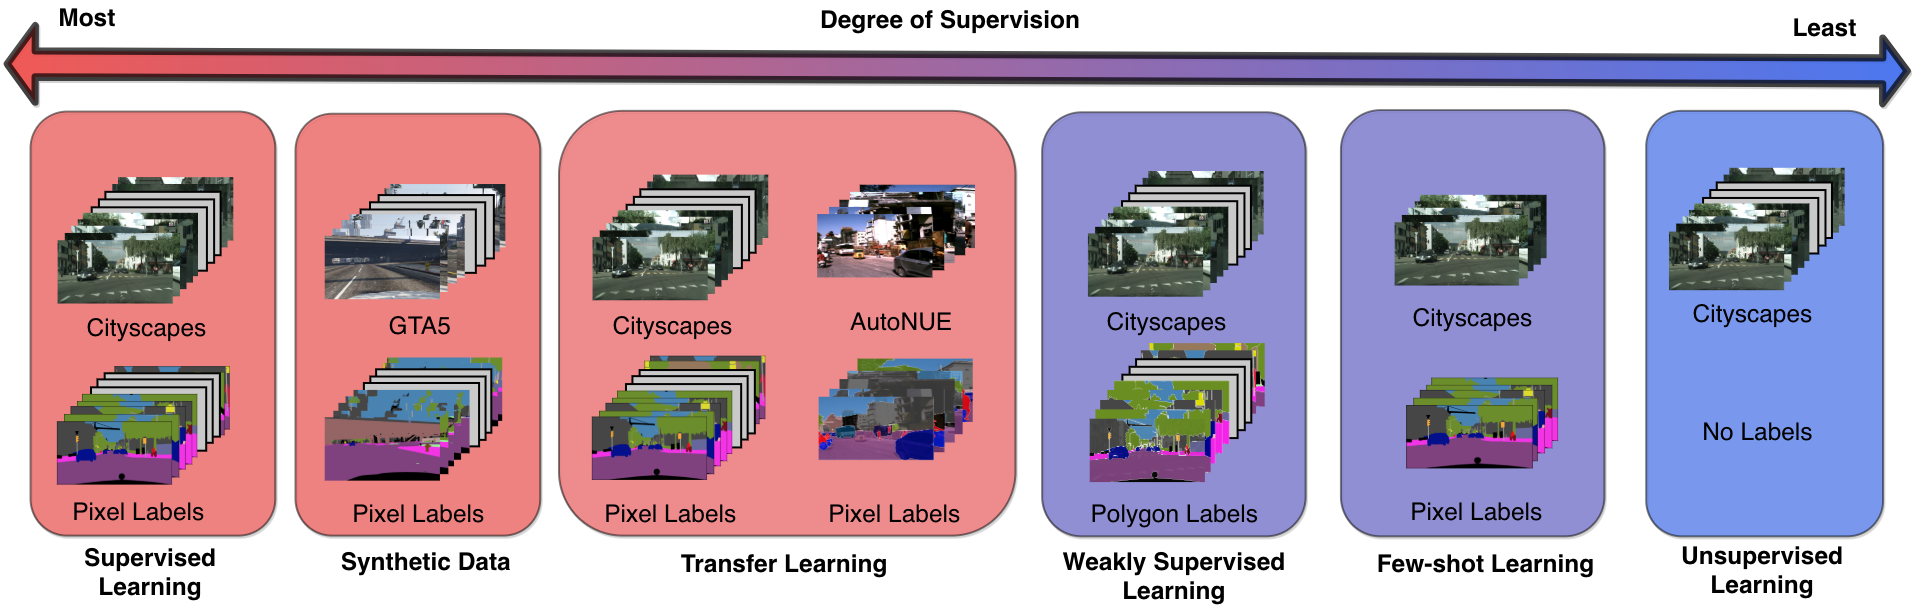 Most
Degree of Supervision
Least
Cityscapes
Pixel Labels
Supervised
Learning
GTA5
Pixel Labels
Synthetic Data
Cityscapes
AutoNUE
Pixel Labels
Pixel Labels
Transfer Learning
Cityscapes
Polygon Labels
Weakly Supervised
Learning
Cityscapes
Pixel Labels
Few-shot Learning
Cityscapes
No Labels
Unsupervised
Learning